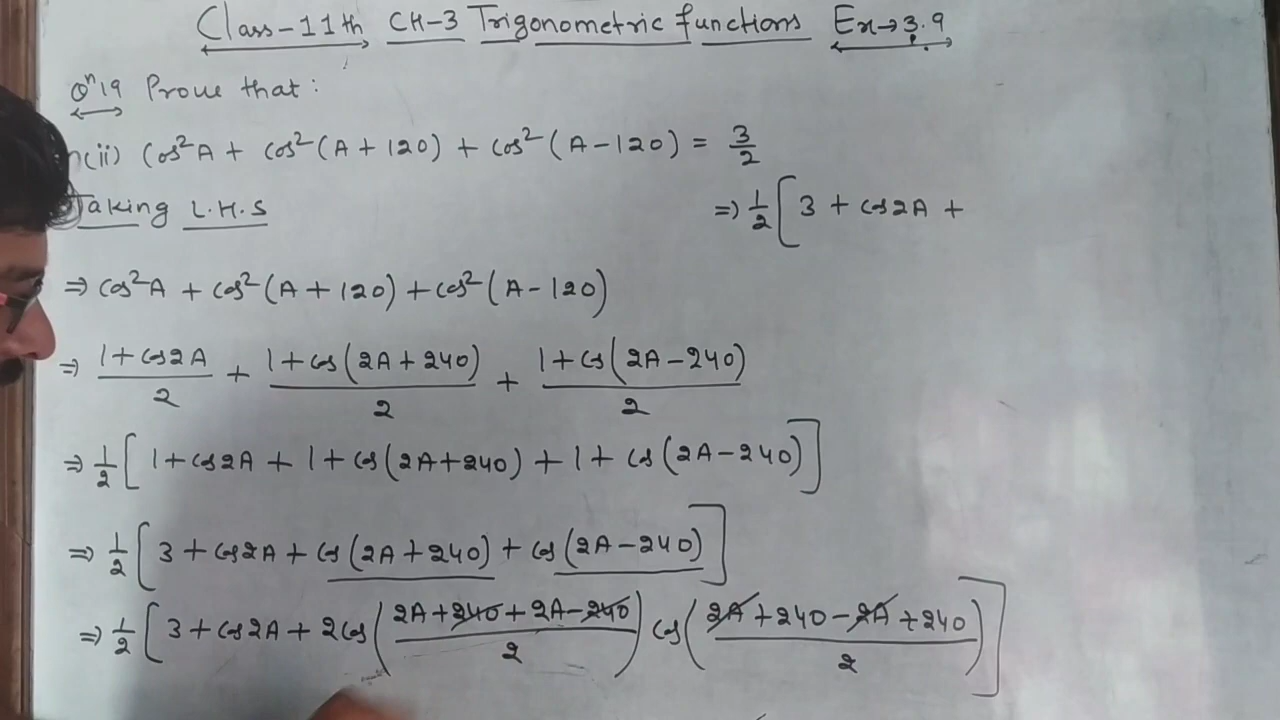 Class-11th CH-3 Trigonometric functions Ex→3.9
Qⁿ19 Prove that :
(ii) Cos²A + cos²(A+120) + cos²(A-120) = 3/2
Taking L.H.S
⇒ cos²A + cos²(A+120) + cos²(A-120)
⇒ (1+cos2A)/2 + (1+cos(2A+240))/2 + (1+cos(2A-240))/2
⇒ 1/2[1+cos2A + 1+cos(2A+240) + 1+cos(2A-240)]
⇒ 1/2[3+cos2A + cos(2A+240) + cos(2A-240)]
⇒ 1/2[3+cos2A + 2cos((2A+240+2A-240)/2) cos((2A+240-2A+240)/2)]
⇒ 1/2[3 + cos2A +